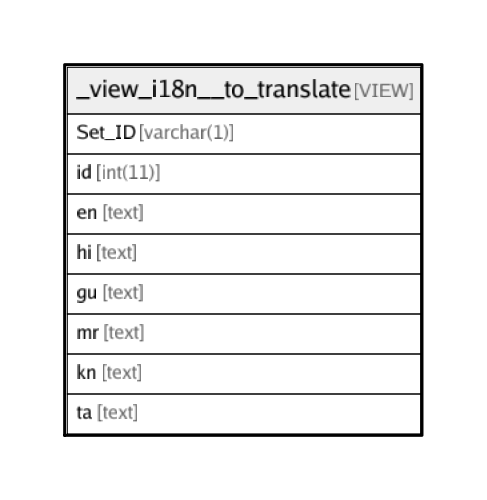 _view_i18n__to_translate [VIEW]
Set_ID [varchar(1)]
id [int(11)]
en [text]
hi [text]
gu [text]
mr [text]
kn [text]
ta [text]